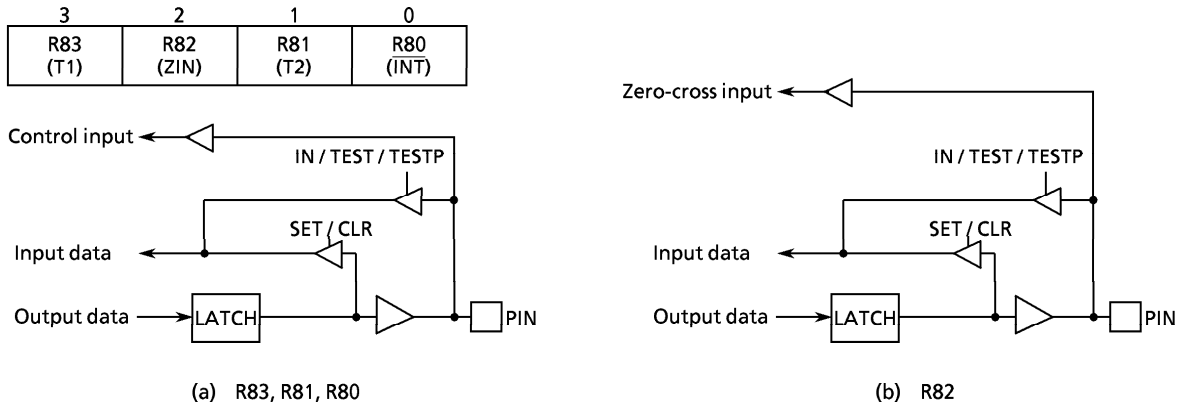 3 2 1 0
R83 R82 R81 R80
(T1) (ZIN) (T2) (INT)
Control input
IN / TEST / TESTP
SET / CLR
Input data
Output data LATCH PIN
(a) R83, R81, R80
Zero-cross input
IN / TEST / TESTP
SET / CLR
Input data
Output data LATCH PIN
(b) R82